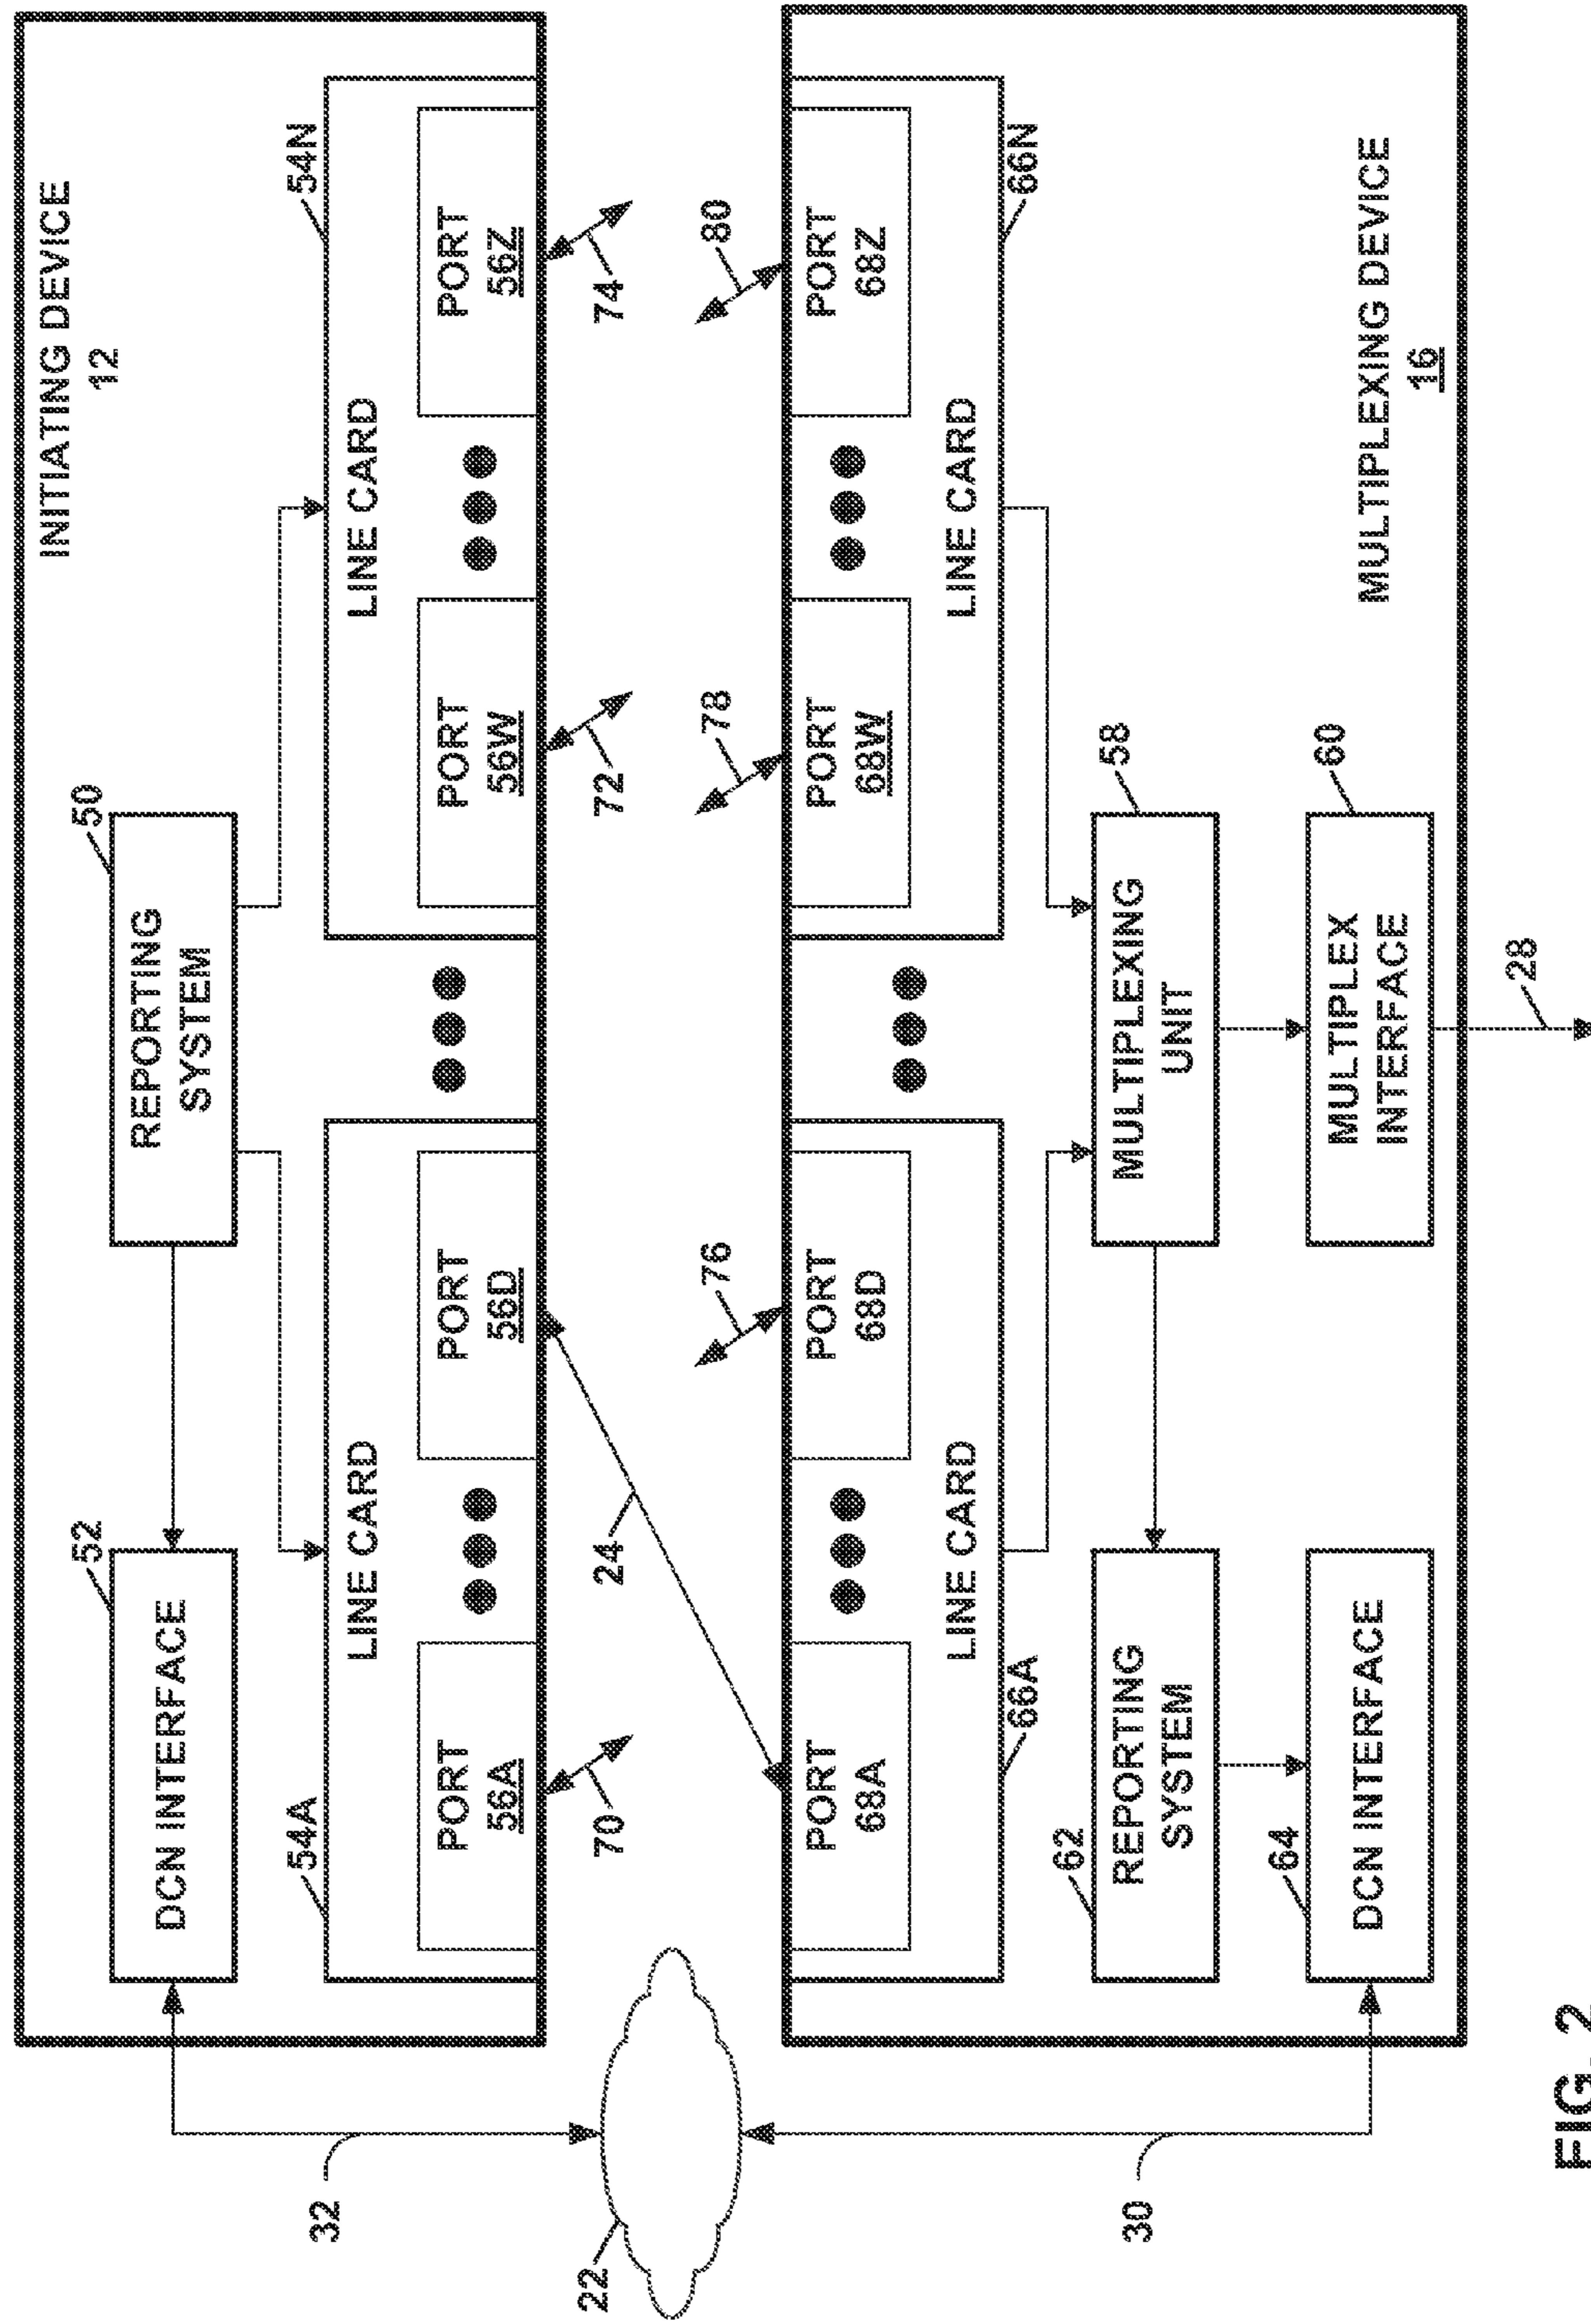 INITIATING DEVICE
12
50
REPORTING
SYSTEM
52
DCN INTERFACE
54A
LINE CARD
54N
LINE CARD
PORT
56A
PORT
56D
PORT
56W
PORT
56Z
32
22
70
24
72
74
76
78
80
PORT
68A
PORT
68D
PORT
68W
PORT
68Z
LINE CARD
66A
LINE CARD
66N
62
REPORTING
SYSTEM
MULTIPLEXING
UNIT
58
30
64
DCN INTERFACE
MULTIPLEX
INTERFACE
60
MULTIPLEXING DEVICE
16
28
FIG. 2